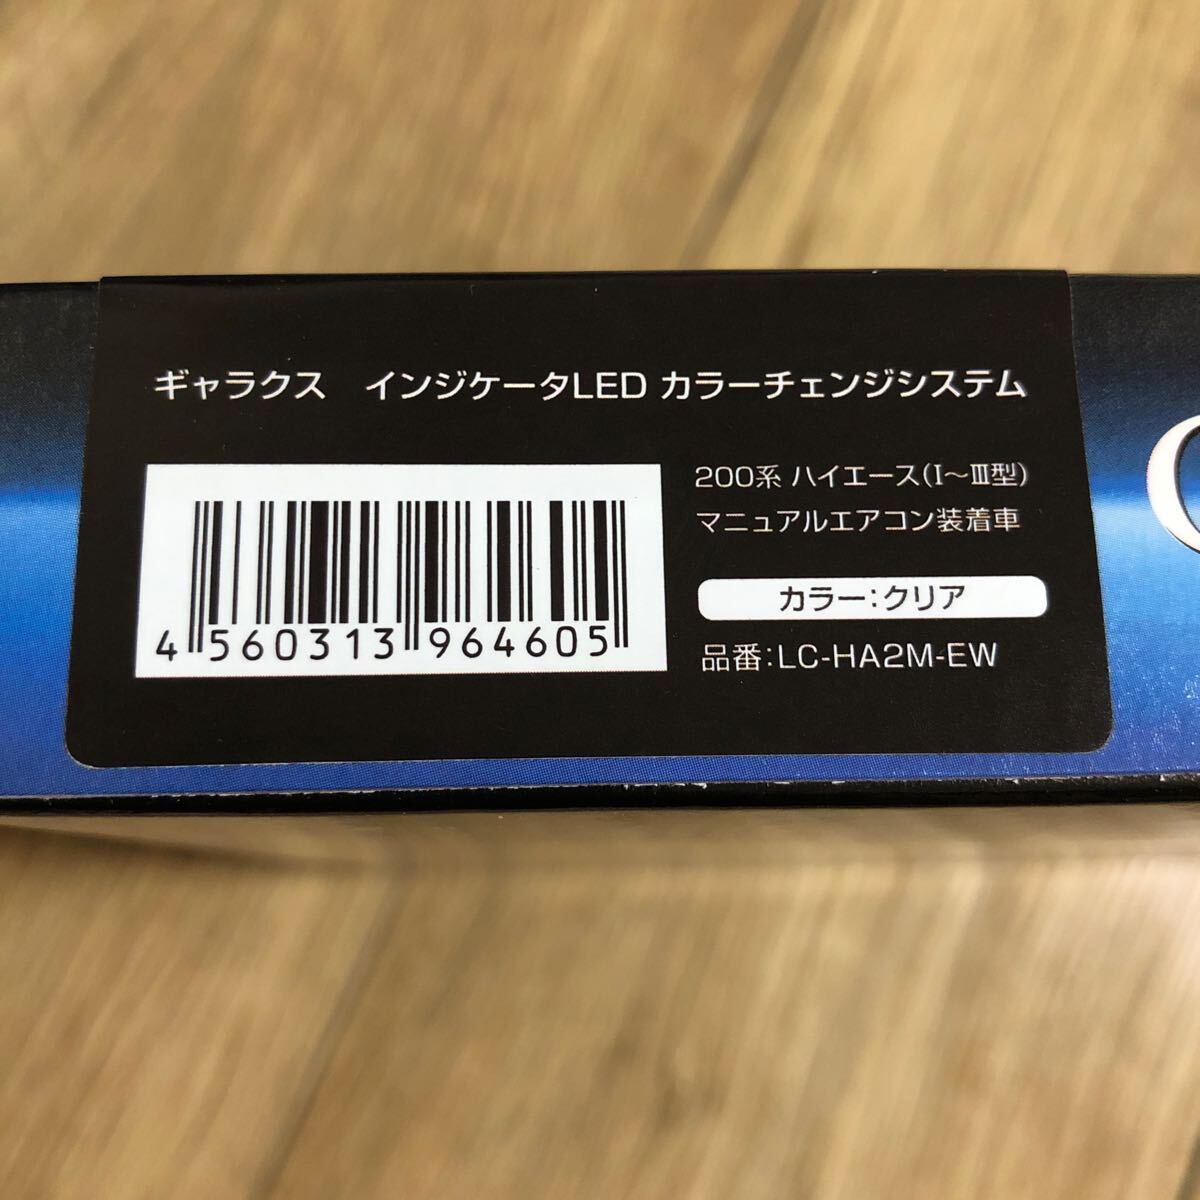 ギャラクス　インジケータLED カラーチェンジシステム
200系 ハイエース(I〜Ⅲ型)
マニュアルエアコン装着車
カラー：クリア
品番：LC-HA2M-EW
4 560313 964605